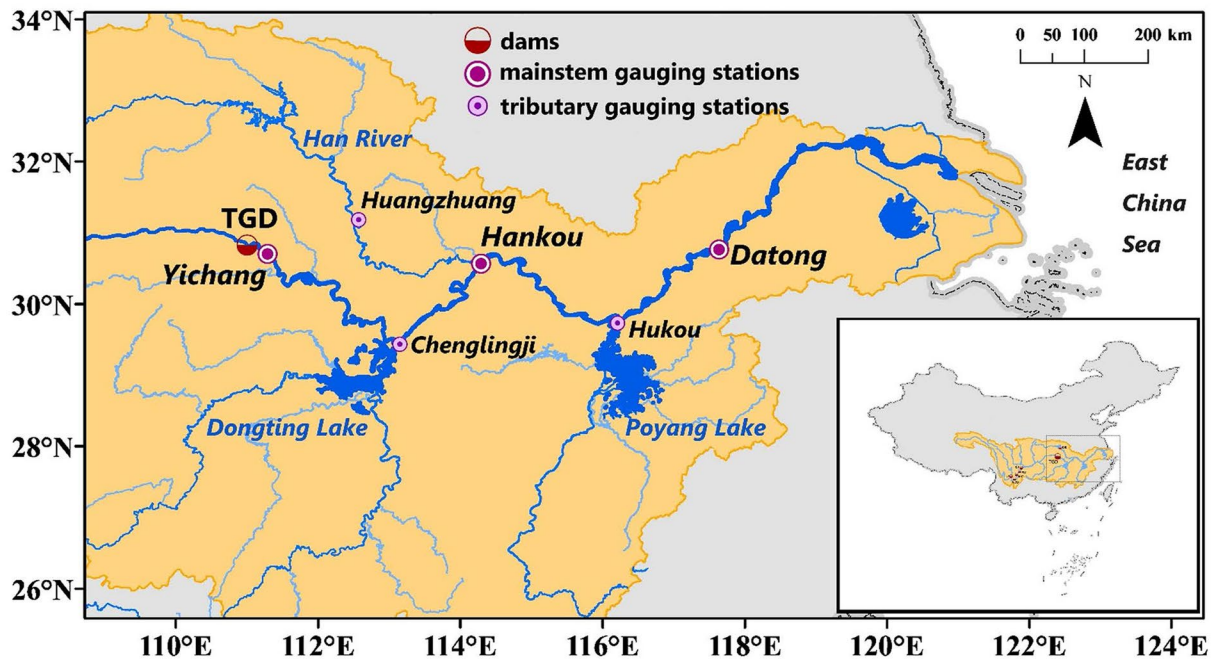 34°N
32°N
30°N
28°N
26°N
dams
mainstem gauging stations
tributary gauging stations
0 50 100 200 km
N
Han River
Huangzhuang
TGD
Yichang
Hankou
Datong
East
China
Sea
Chenglingji
Hukou
Dongting Lake
Poyang Lake
110°E 112°E 114°E 116°E 118°E 120°E 122°E 124°E